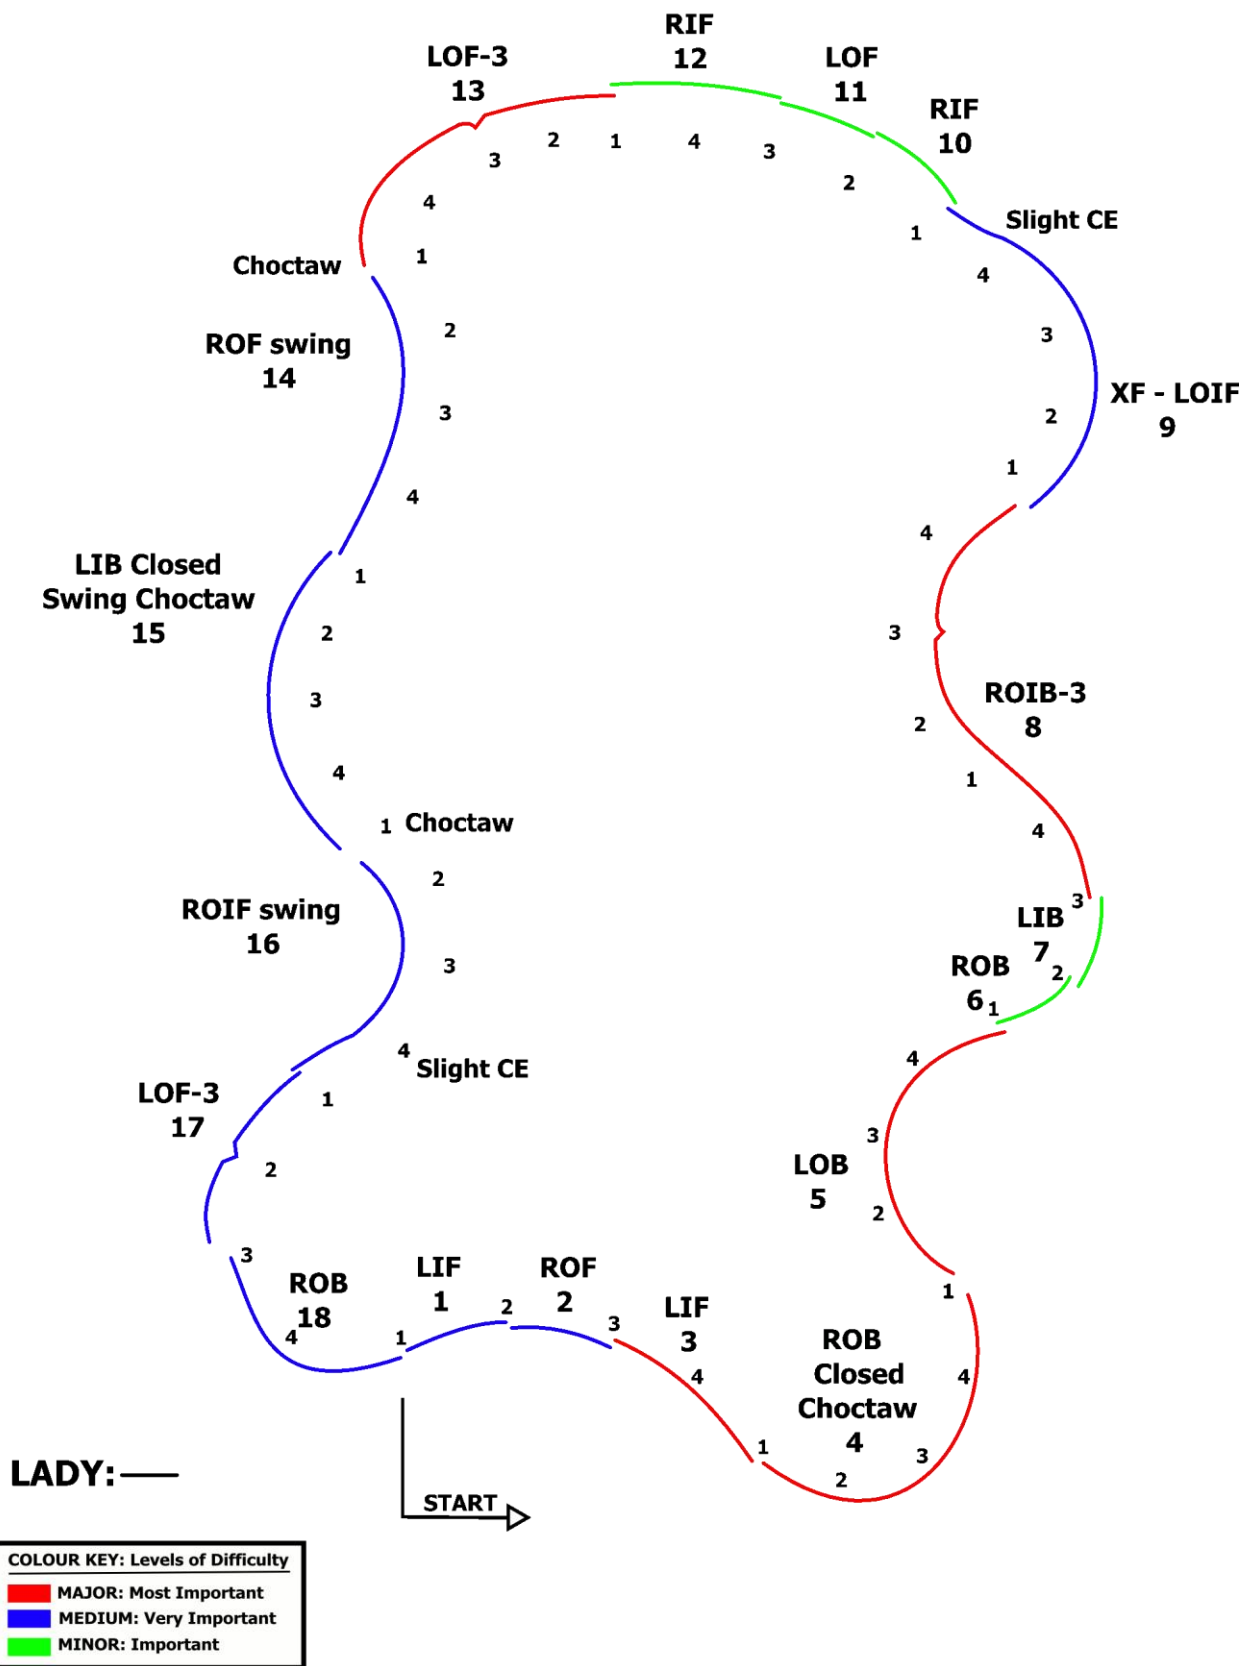 RIF
12
LOF-3
13
LOF
11
RIF
10
2
1
4
3
3
2
4
Slight CE
1
1
Choctaw
4
2
3
ROF swing
14
XF - LOIF
9
3
2
1
4
4
LIB Closed
Swing Choctaw
15
1
2
3
3
ROIB-3
8
2
4
1
1 Choctaw
4
2
3
LIB
7
ROIF swing
16
ROB
6
2
3
1
4
Slight CE
4
LOF-3
17
1
3
LOB
5
2
2
3
LIF
1
ROF
2
ROB
18
1
2
3
LIF
3
4
1
ROB
Closed
Choctaw
4
4
4
1
3
2
LADY:
START
COLOUR KEY: Levels of Difficulty
MAJOR: Most Important
MEDIUM: Very Important
MINOR: Important